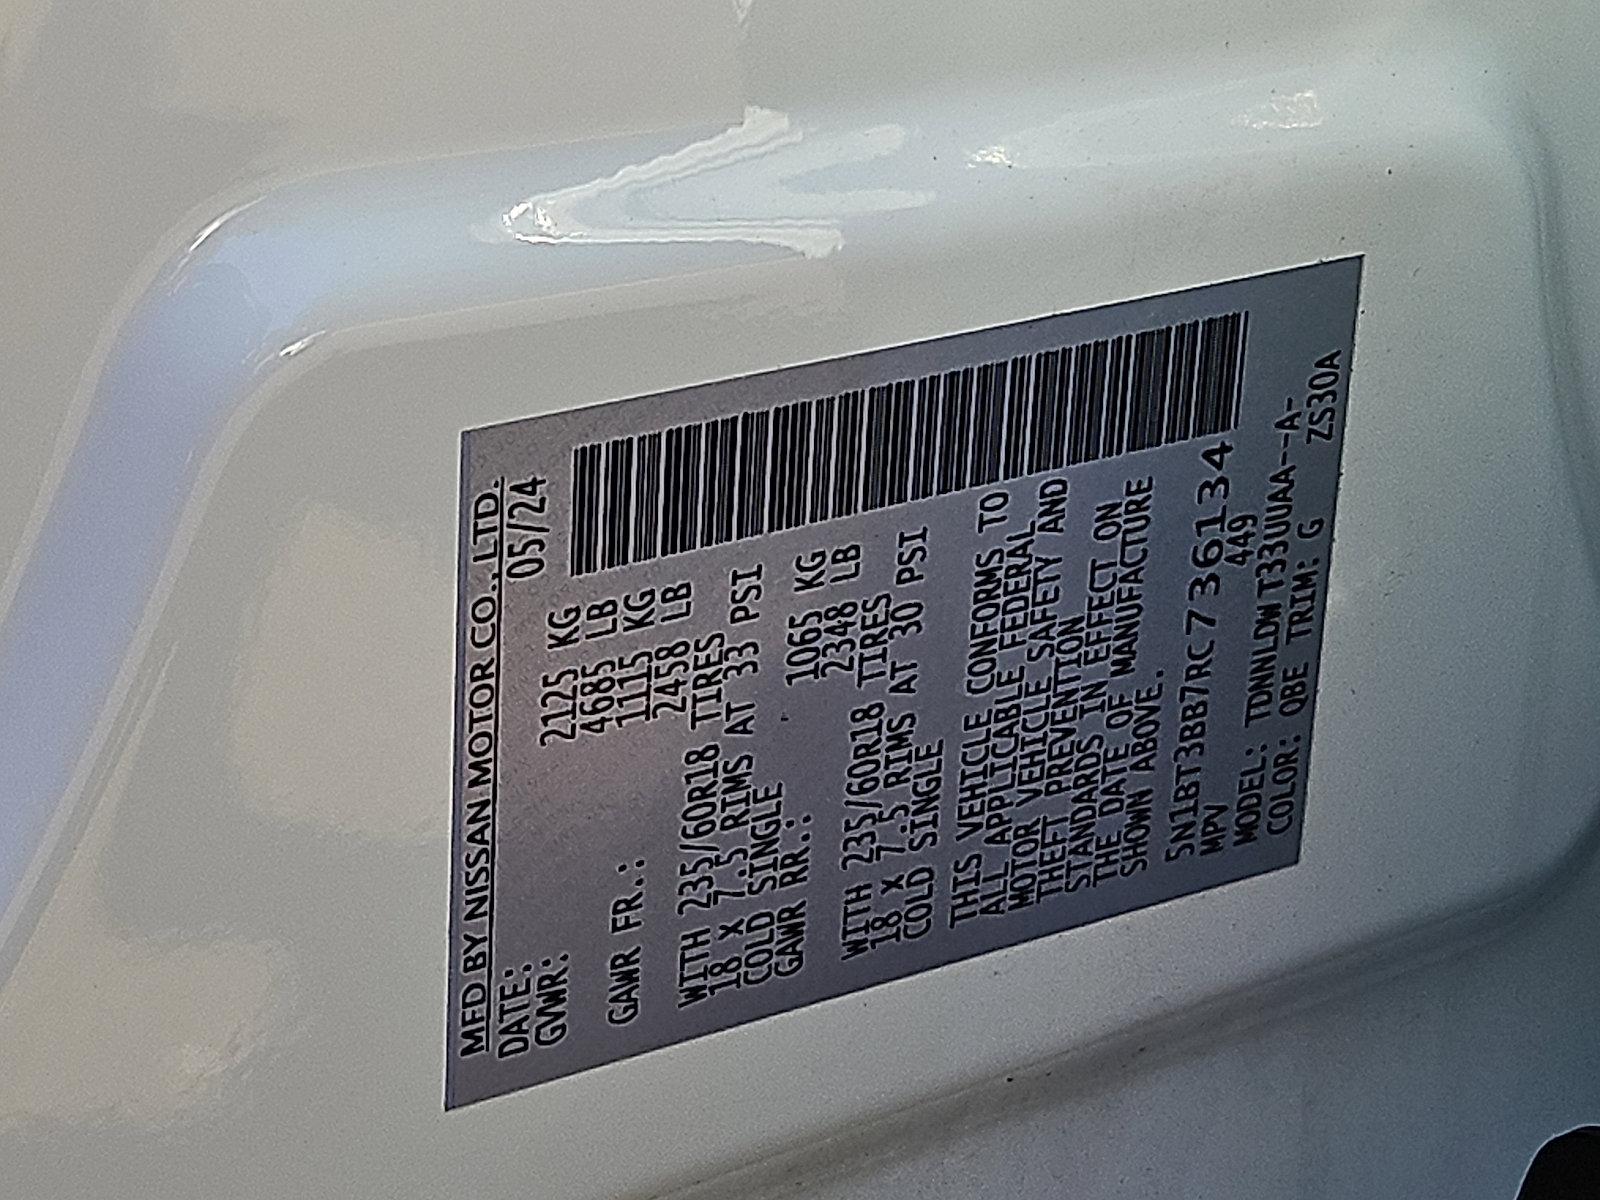 MFD BY NISSAN MOTOR CO., LTD.
DATE: 05/24
GVWR: 2125 KG
4685 LB
GAWR FR.: 1115 KG
2458 LB
WITH 235/60R18 TIRES
18 X 7.5 RIMS AT 33 PSI
COLD SINGLE
GAWR RR.: 1065 KG
2348 LB
WITH 235/60R18 TIRES
18 X 7.5 RIMS AT 30 PSI
COLD SINGLE
THIS VEHICLE CONFORMS TO
ALL APPLICABLE FEDERAL
MOTOR VEHICLE SAFETY AND
THEFT PREVENTION
STANDARDS IN EFFECT ON
THE DATE OF MANUFACTURE
SHOWN ABOVE.
5N1BT3BB7RC736134
MPV 449
MODEL: TDNNLDWT33UUAA--A-
COLOR: QBE TRIM: G ZS30A